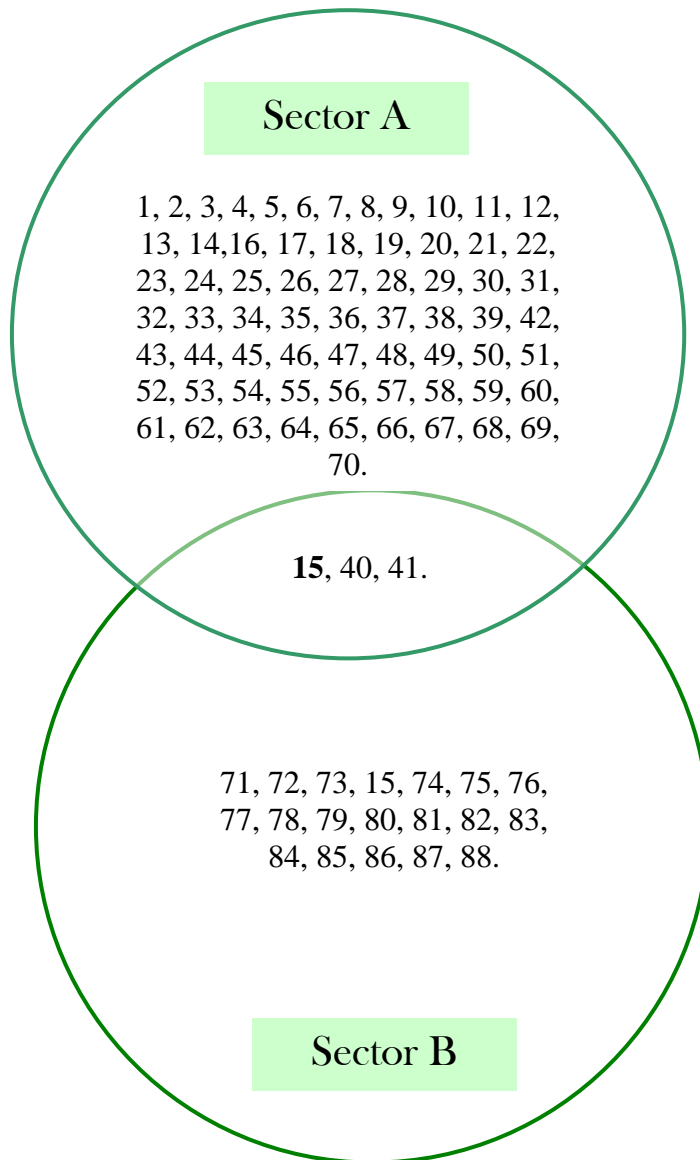 Sector A
1, 2, 3, 4, 5, 6, 7, 8, 9, 10, 11, 12,
13, 14,16, 17, 18, 19, 20, 21, 22,
23, 24, 25, 26, 27, 28, 29, 30, 31,
32, 33, 34, 35, 36, 37, 38, 39, 42,
43, 44, 45, 46, 47, 48, 49, 50, 51,
52, 53, 54, 55, 56, 57, 58, 59, 60,
61, 62, 63, 64, 65, 66, 67, 68, 69,
70.
15, 40, 41.
71, 72, 73, 15, 74, 75, 76,
77, 78, 79, 80, 81, 82, 83,
84, 85, 86, 87, 88.
Sector B